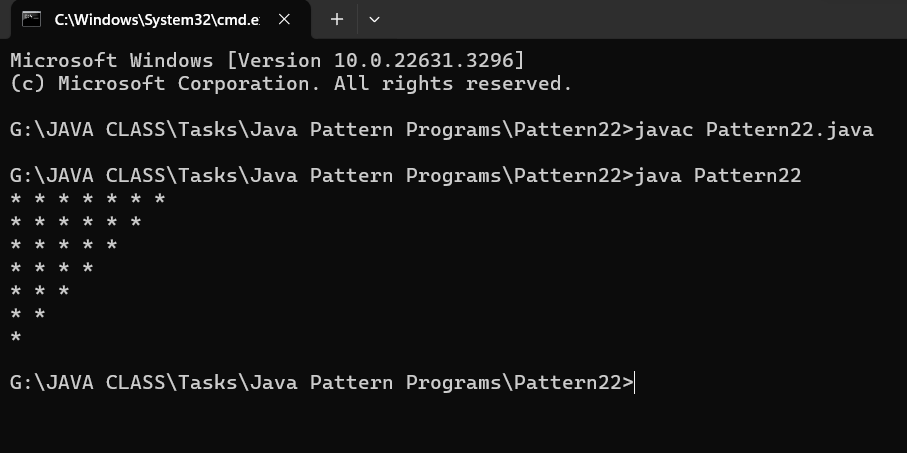 C:\Windows\System32\cmd.e
Microsoft Windows [Version 10.0.22631.3296]
(c) Microsoft Corporation. All rights reserved.
G:\JAVA CLASS\Tasks\Java Pattern Programs\Pattern22>javac Pattern22.java
G:\JAVA CLASS\Tasks\Java Pattern Programs\Pattern22>java Pattern22
* * * * * * *
* * * * * *
* * * * *
* * * *
* * *
* *
*
G:\JAVA CLASS\Tasks\Java Pattern Programs\Pattern22>